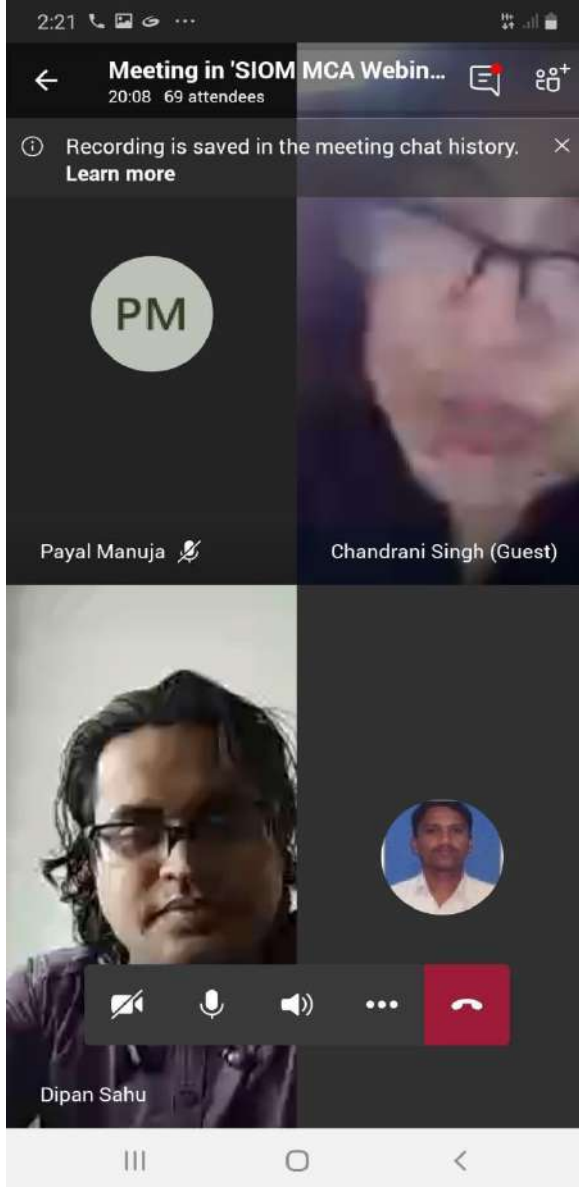 2:21
Meeting in 'SIOM MCA Webin...
20:08 69 attendees
Recording is saved in the meeting chat history.
Learn more
PM
Payal Manuja
Chandrani Singh (Guest)
Dipan Sahu